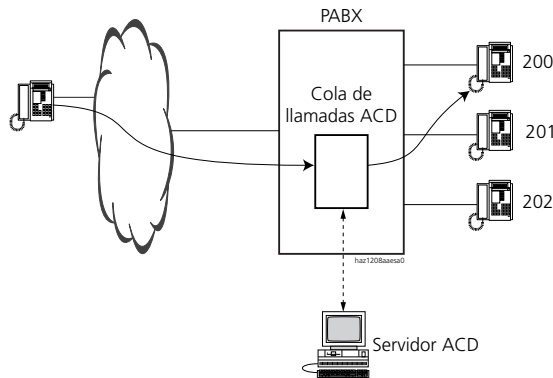 PABX
200
Cola de
llamadas ACD
201
202
haz1208aaesa0
Servidor ACD